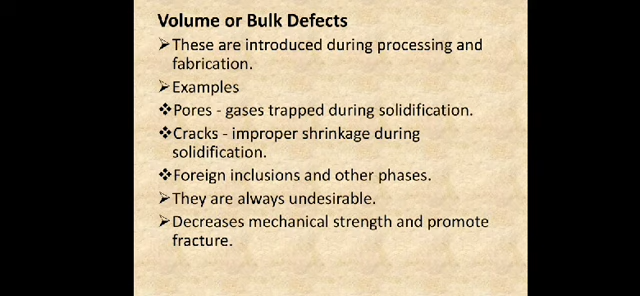 Volume or Bulk Defects
➢These are introduced during processing and
fabrication.
➢Examples
❖Pores - gases trapped during solidification.
❖Cracks - improper shrinkage during
solidification.
❖Foreign inclusions and other phases.
➢They are always undesirable.
➢Decreases mechanical strength and promote
fracture.